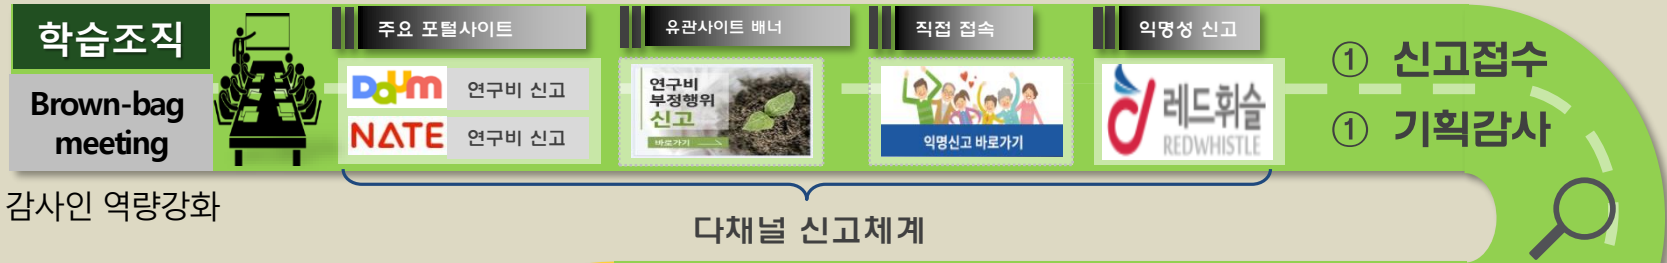 학습조직
Brown-bag
meeting
감사인 역량강화
주요 포털사이트
Daum 연구비 신고
NATE 연구비 신고
유관사이트 배너
연구비
부정행위
신고
바로가기
직접 접속
익명신고 바로가기
익명성 신고
레드휘슬
REDWHISTLE
다채널 신고체계
① 신고접수
① 기획감사